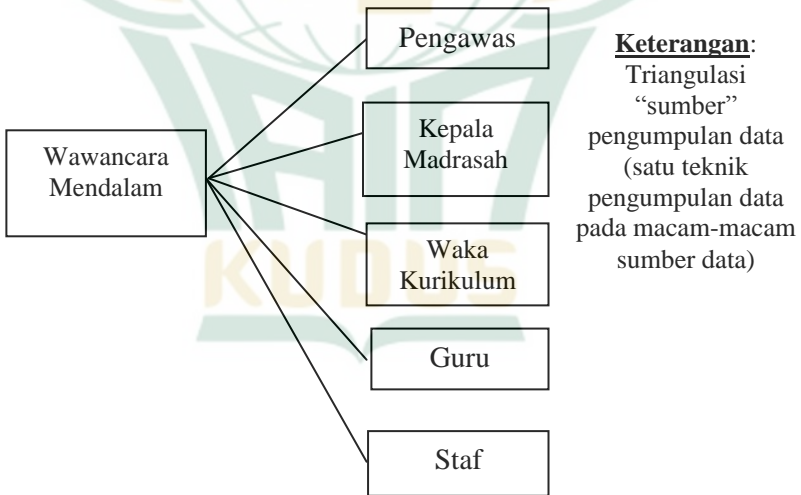 Wawancara
Mendalam
Pengawas
Kepala
Madrasah
Waka
Kurikulum
Guru
Staf
Keterangan:
Triangulasi
“sumber”
pengumpulan data
(satu teknik
pengumpulan data
pada macam-macam
sumber data)
KUDUS